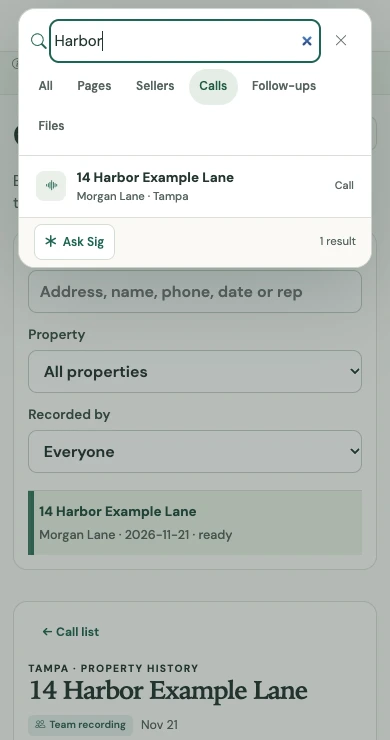 Harbor
All Pages Sellers Calls Follow-ups
Files
14 Harbor Example Lane
Call
Morgan Lane · Tampa
Ask Sig
1 result
Address, name, phone, date or rep
Property
All properties
Recorded by
Everyone
14 Harbor Example Lane
Morgan Lane · 2026-11-21 · ready
← Call list
TAMPA · PROPERTY HISTORY
14 Harbor Example Lane
Team recording Nov 21